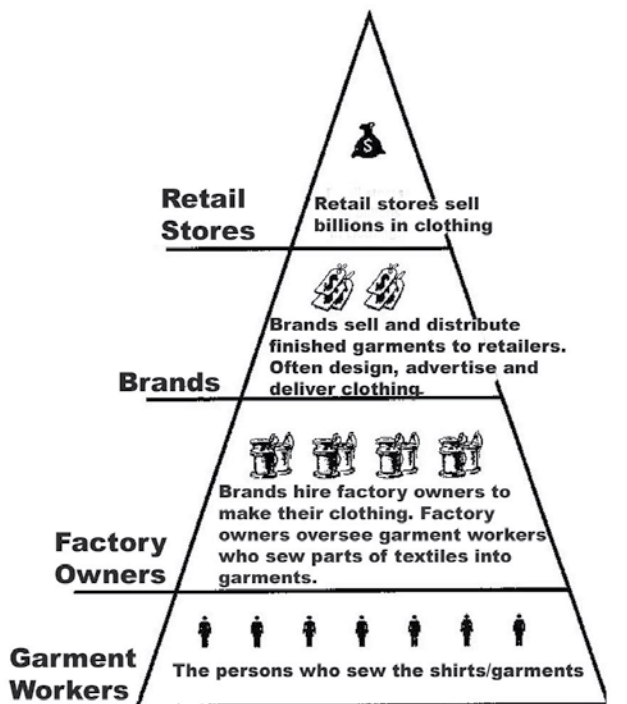 $
Retail
Stores
Retail stores sell
billions in clothing
Brands sell and distribute
finished garments to retailers.
Often design, advertise and
deliver clothing.
Brands
Brands hire factory owners to
make their clothing. Factory
owners oversee garment workers
who sew parts of textiles into
garments.
Factory
Owners
Garment
Workers
The persons who sew the shirts/garments